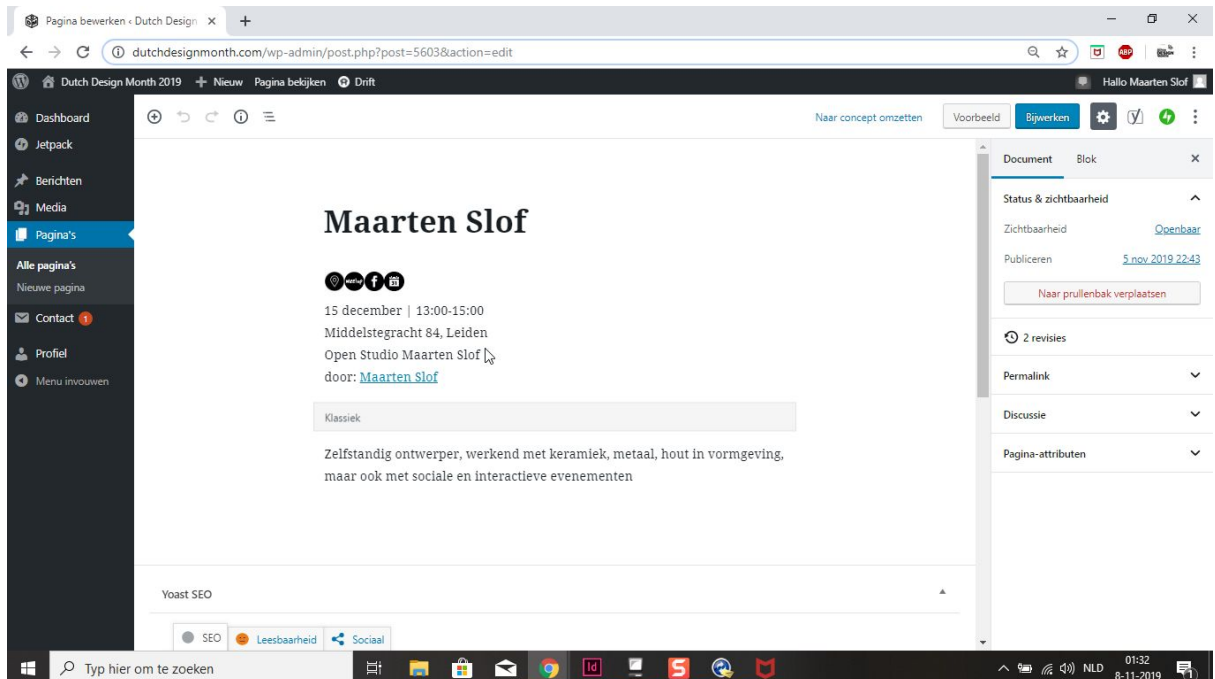 Pagina bewerken ‹ Dutch Design
dutchdesignmonth.com/wp-admin/post.php?post=5603&action=edit
ABP
Dutch Design Month 2019 Nieuw Pagina bekijken Drift Hallo Maarten Slof
Dashboard
Jetpack
Berichten
Media
Pagina's
Alle pagina's
Nieuwe pagina
Contact 1
Profiel
Menu invouwen
Naar concept omzetten Voorbeeld Bijwerken
Maarten Slof
meetup
15 december | 13:00-15:00
Middelstegracht 84, Leiden
Open Studio Maarten Slof
door: Maarten Slof
Klassiek
Zelfstandig ontwerper, werkend met keramiek, metaal, hout in vormgeving,
maar ook met sociale en interactieve evenementen
Yoast SEO
SEO Leesbaarheid Sociaal
Document Blok
Status & zichtbaarheid
Zichtbaarheid Openbaar
Publiceren 5 nov 2019 22:43
Naar prullenbak verplaatsen
2 revisies
Permalink
Discussie
Pagina-attributen
Typ hier om te zoeken
Id
NLD
01:32
8-11-2019